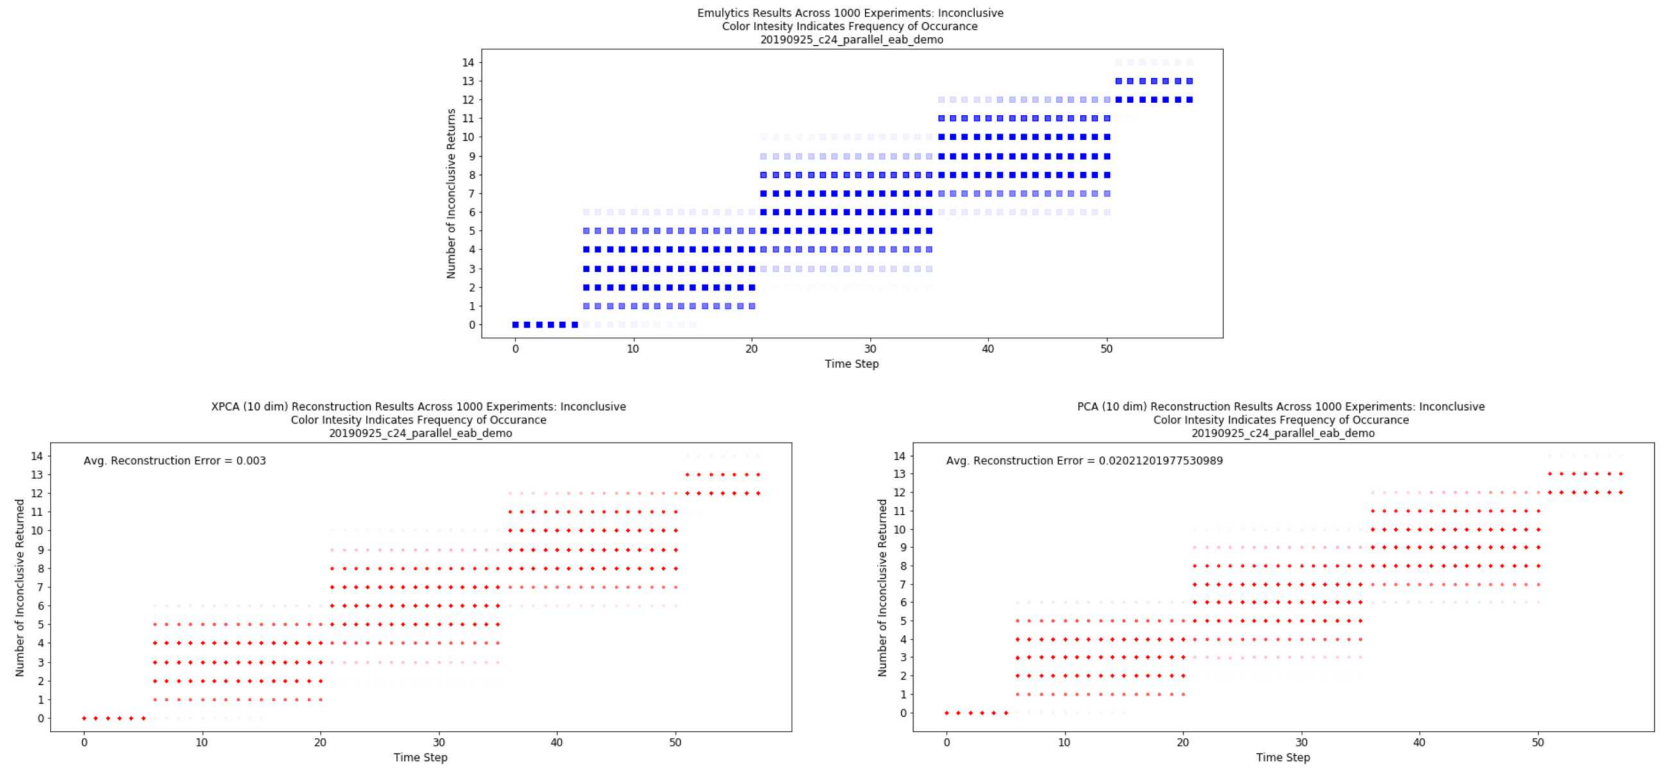 Emulytics Results Across 1000 Experiments: Inconclusive
Color Intesity Indicates Frequency of Occurance
20190925_c24_parallel_eab_demo
Number of Inconclusive Returns
14
13
12
11
10
9
8
7
6
5
4
3
2
1
0
0 10 20 30 40 50
Time Step
XPCA (10 dim) Reconstruction Results Across 1000 Experiments: Inconclusive
Color Intesity Indicates Frequency of Occurance
20190925_c24_parallel_eab_demo
Avg. Reconstruction Error = 0.003
Number of Inconclusive Returned
14
13
12
11
10
9
8
7
6
5
4
3
2
1
0
0 10 20 30 40 50
Time Step
PCA (10 dim) Reconstruction Results Across 1000 Experiments: Inconclusive
Color Intesity Indicates Frequency of Occurance
20190925_c24_parallel_eab_demo
Avg. Reconstruction Error = 0.02021201977530989
Number of Inconclusive Returned
14
13
12
11
10
9
8
7
6
5
4
3
2
1
0
0 10 20 30 40 50
Time Step